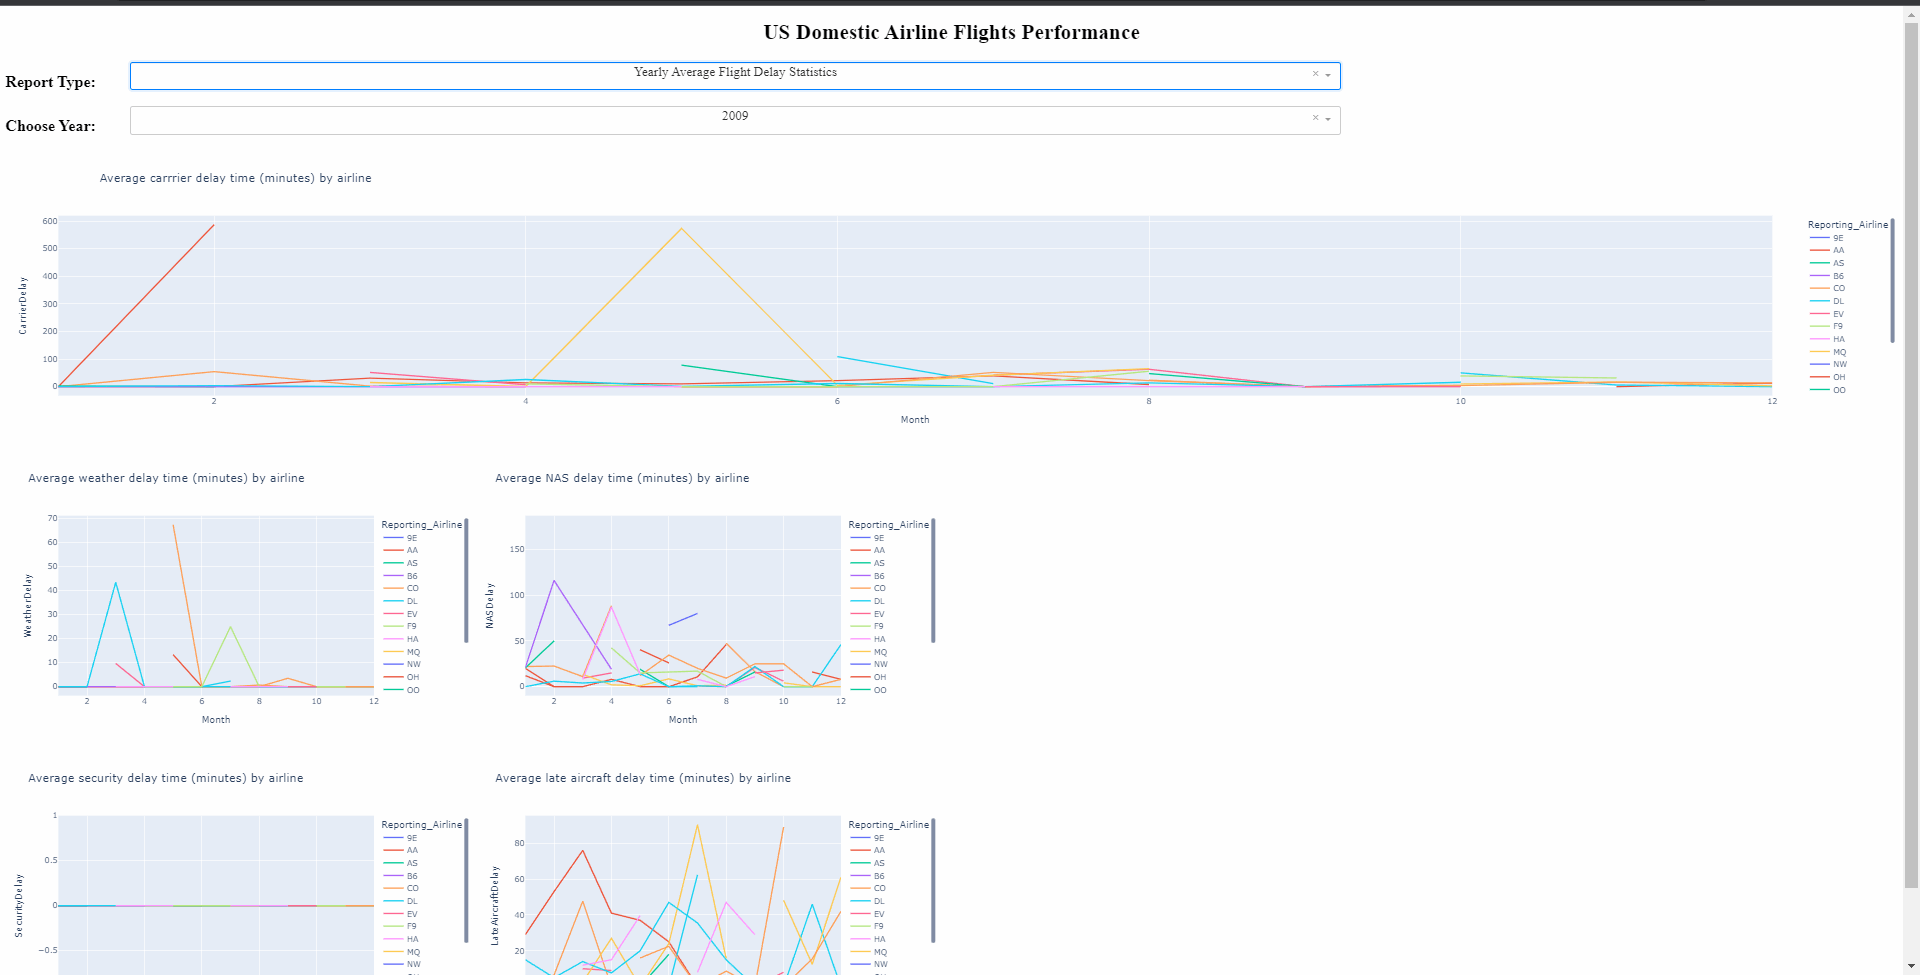 US Domestic Airline Flights Performance
Report Type:
Yearly Average Flight Delay Statistics
Choose Year:
2009
Average carrrier delay time (minutes) by airline
CarrierDelay
600
500
400
300
200
100
0
2 4 6 8 10 12
Month
Reporting_Airline
9E
AA
AS
B6
CO
DL
EV
F9
HA
MQ
NW
OH
OO
Average weather delay time (minutes) by airline
WeatherDelay
70
60
50
40
30
20
10
0
2 4 6 8 10 12
Month
Reporting_Airline
9E
AA
AS
B6
CO
DL
EV
F9
HA
MQ
NW
OH
OO
Average NAS delay time (minutes) by airline
NASDelay
150
100
50
0
2 4 6 8 10 12
Month
Reporting_Airline
9E
AA
AS
B6
CO
DL
EV
F9
HA
MQ
NW
OH
OO
Average security delay time (minutes) by airline
SecurityDelay
1
0.5
0
−0.5
Reporting_Airline
9E
AA
AS
B6
CO
DL
EV
F9
HA
MQ
NW
Average late aircraft delay time (minutes) by airline
LateAircraftDelay
80
60
40
20
Reporting_Airline
9E
AA
AS
B6
CO
DL
EV
F9
HA
MQ
NW